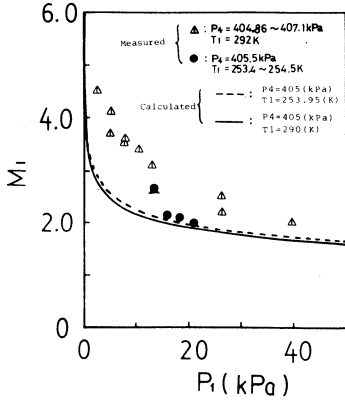 Measured : P4=404.86~407.1kPa
T1=292K
: P4=405.5kPa
T1=253.4~254.5K
Calculated : P4=405(kPa)
T1=253.95(K)
: P4=405(kPa)
T1=290(K)
6.0
4.0
2.0
0
M1
0 20 40
P1(kPa)